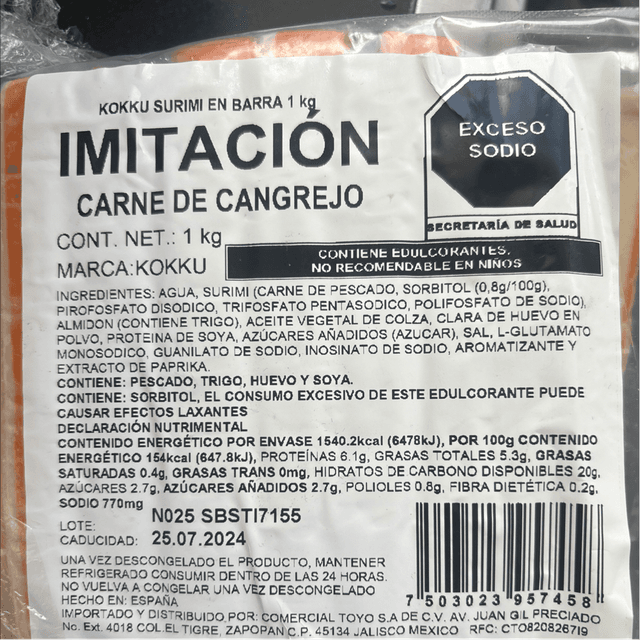 KOKKU SURIMI EN BARRA 1 kg
IMITACIÓN
CARNE DE CANGREJO
CONT. NET.: 1 kg
MARCA:KOKKU
EXCESO
SODIO
SECRETARÍA DE SALUD
CONTIENE EDULCORANTES.
NO RECOMENDABLE EN NIÑOS
INGREDIENTES: AGUA, SURIMI (CARNE DE PESCADO, SORBITOL (0,8g/100g),
PIROFOSFATO DISODICO, TRIFOSFATO PENTASODICO, POLIFOSFATO DE SODIO),
ALMIDON (CONTIENE TRIGO), ACEITE VEGETAL DE COLZA, CLARA DE HUEVO EN
POLVO, PROTEINA DE SOYA, AZÚCARES AÑADIDOS (AZUCAR), SAL, L-GLUTAMATO
MONOSODICO, GUANILATO DE SODIO, INOSINATO DE SODIO, AROMATIZANTE Y
EXTRACTO DE PAPRIKA.
CONTIENE: PESCADO, TRIGO, HUEVO Y SOYA.
CONTIENE: SORBITOL, EL CONSUMO EXCESIVO DE ESTE EDULCORANTE PUEDE
CAUSAR EFECTOS LAXANTES
DECLARACIÓN NUTRIMENTAL
CONTENIDO ENERGÉTICO POR ENVASE 1540.2kcal (6478kJ), POR 100g CONTENIDO
ENERGÉTICO 154kcal (647.8kJ), PROTEÍNAS 6.1g, GRASAS TOTALES 5.3g, GRASAS
SATURADAS 0.4g, GRASAS TRANS 0mg, HIDRATOS DE CARBONO DISPONIBLES 20g,
AZÚCARES 2.7g, AZÚCARES AÑADIDOS 2.7g, POLIOLES 0.8g, FIBRA DIETÉTICA 0.2g,
SODIO 770mg
LOTE: N025 SBSTI7155
CADUCIDAD: 25.07.2024
UNA VEZ DESCONGELADO EL PRODUCTO, MANTENER
REFRIGERADO CONSUMIR DENTRO DE LAS 24 HORAS.
NO VUELVA A CONGELAR UNA VEZ DESCONGELADO
HECHO EN: ESPAÑA
7 503023 957458
IMPORTADO Y DISTRIBUIDO POR: COMERCIAL TOYO S.A DE C.V. AV. JUAN GIL PRECIADO
No. Ext. 4018 COL.EL TIGRE, ZAPOPAN C.P. 45134 JALISCO MEXICO RFC: CTO820828719